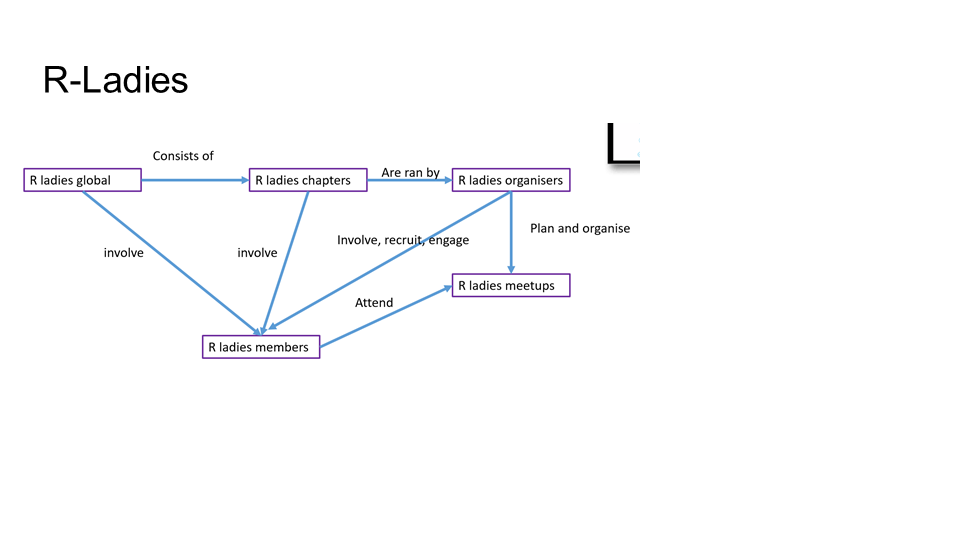 R-Ladies
Consists of
R ladies global
R ladies chapters
Are ran by
R ladies organisers
involve
involve
Involve, recruit, engage
Plan and organise
Attend
R ladies meetups
R ladies members